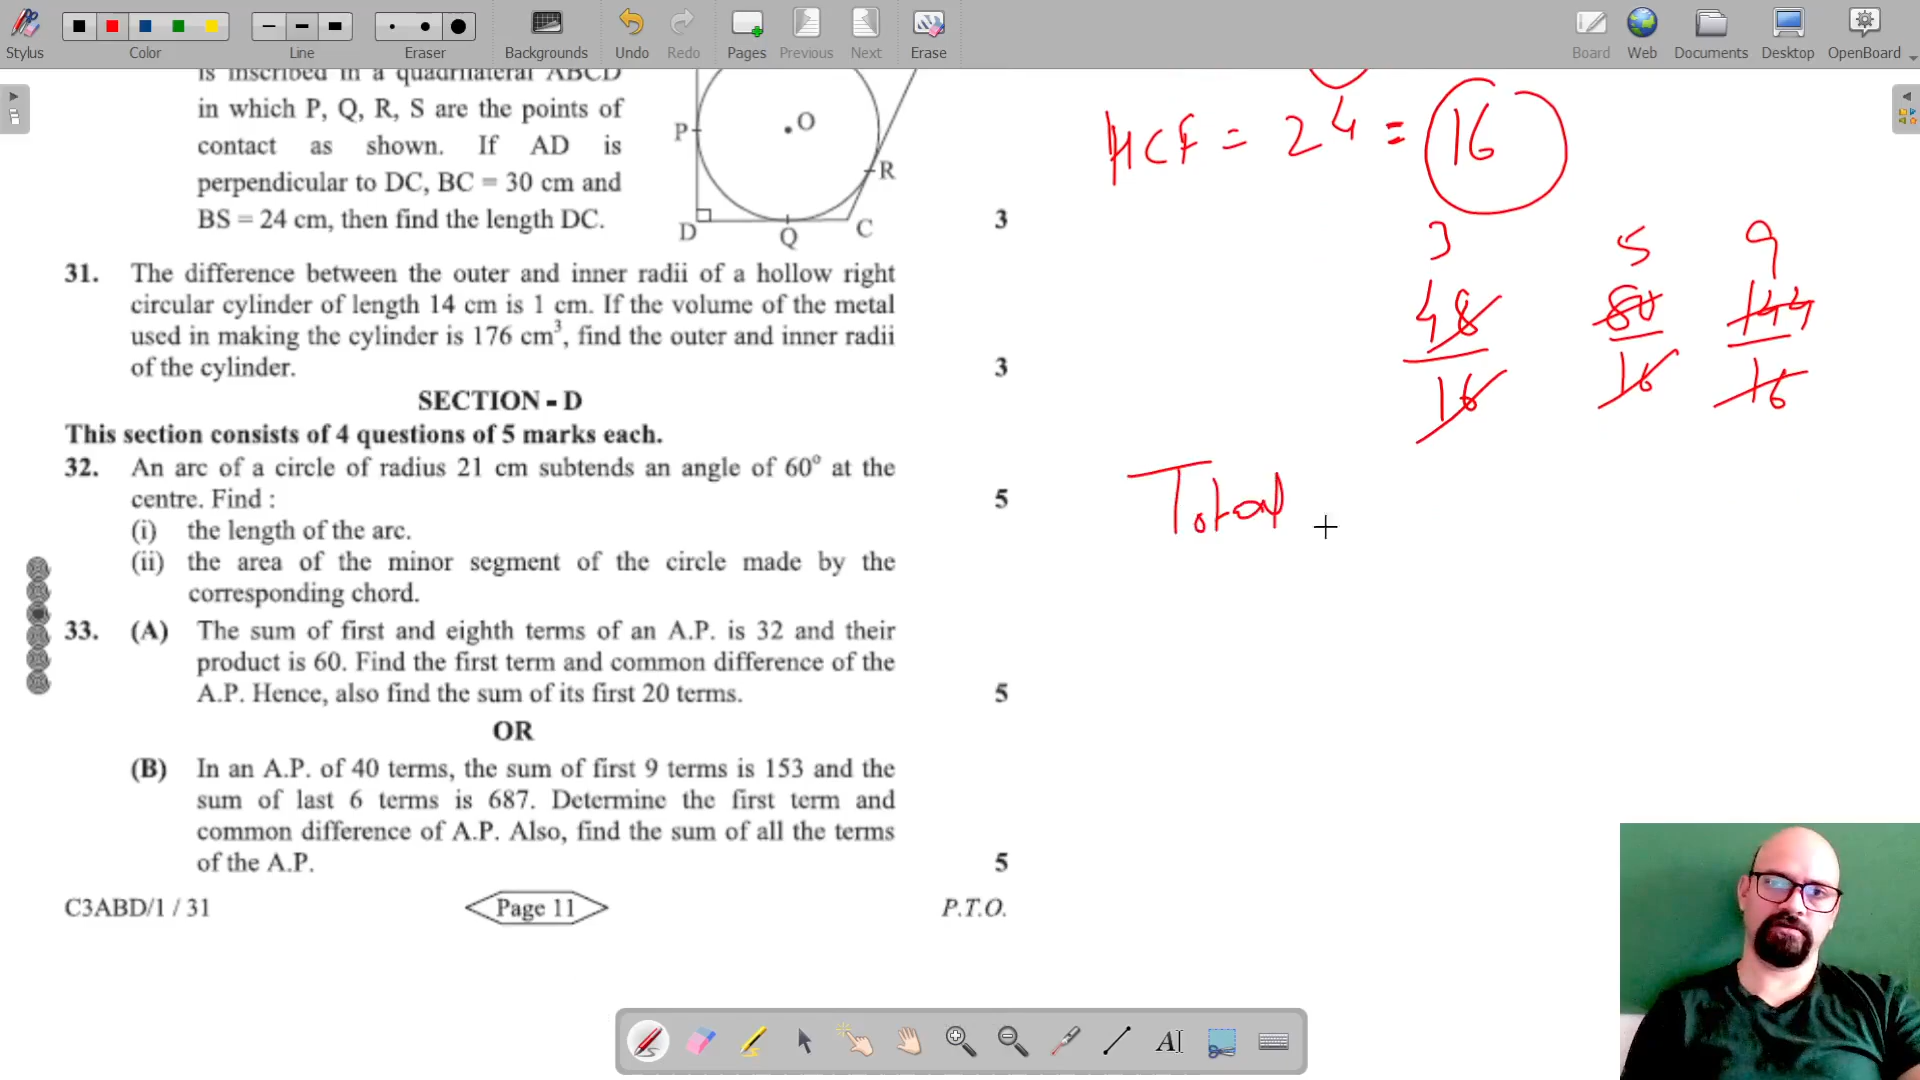 Stylus
Color
Line
Eraser
Backgrounds
Undo
Redo
Pages
Previous
Next
Erase
Board
Web
Documents
Desktop
OpenBoard
is inscribed in a quadrilateral ABCD
in which P, Q, R, S are the points of
contact as shown. If AD is
perpendicular to DC, BC = 30 cm and
BS = 24 cm, then find the length DC. 3
P
O
R
D
Q
C
31. The difference between the outer and inner radii of a hollow right
circular cylinder of length 14 cm is 1 cm. If the volume of the metal
used in making the cylinder is 176 cm³, find the outer and inner radii
of the cylinder. 3
SECTION - D
This section consists of 4 questions of 5 marks each.
32. An arc of a circle of radius 21 cm subtends an angle of 60° at the
centre. Find : 5
(i) the length of the arc.
(ii) the area of the minor segment of the circle made by the
corresponding chord.
33. (A) The sum of first and eighth terms of an A.P. is 32 and their
product is 60. Find the first term and common difference of the
A.P. Hence, also find the sum of its first 20 terms. 5
OR
(B) In an A.P. of 40 terms, the sum of first 9 terms is 153 and the
sum of last 6 terms is 687. Determine the first term and
common difference of A.P. Also, find the sum of all the terms
of the A.P. 5
C3ABD/1 / 31 Page 11 P.T.O.
HCF = 2⁴ = 16
3 5 9
48 80 144
16 16 16
Total